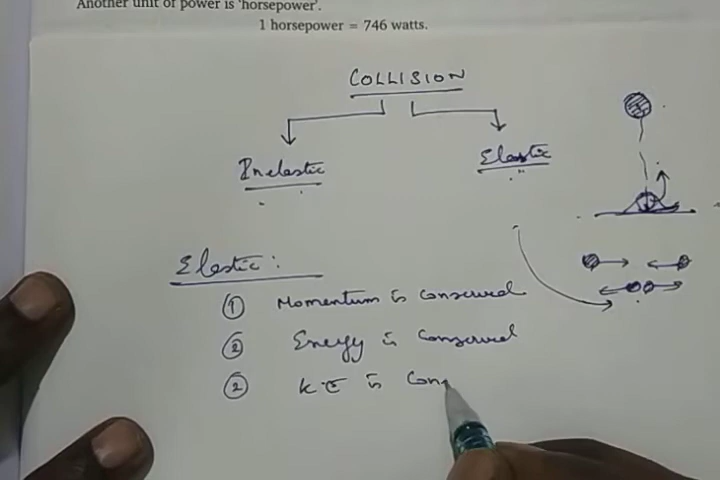 Another unit of power is 'horsepower'.
1 horsepower = 746 watts.
COLLISION
Inelastic
Elastic
Elastic :
① Momentum is conserved
② Energy is conserved
② K.E is Con